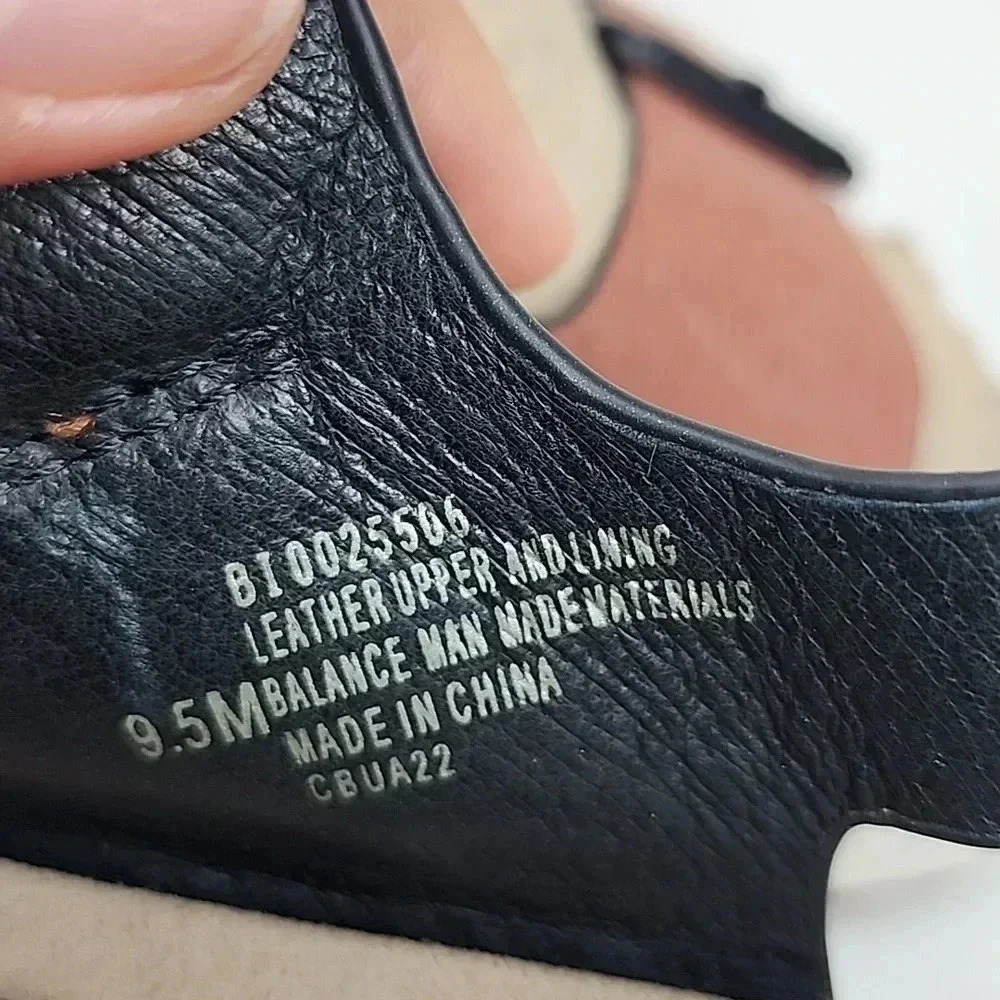 BI0025506
LEATHER UPPER AND LINING
BALANCE MAN MADE MATERIALS
9.5M
MADE IN CHINA
CBUA22